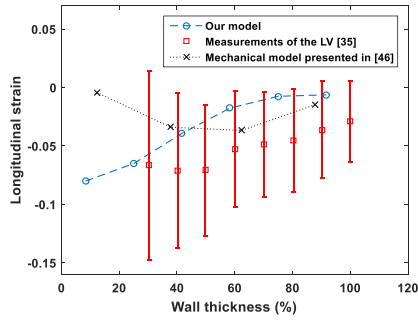 Our model
Measurements of the LV [35]
Mechanical model presented in [46]
0.05
0
-0.05
-0.1
-0.15
Longitudinal strain
0
20
40
60
80
100
120
Wall thickness (%)